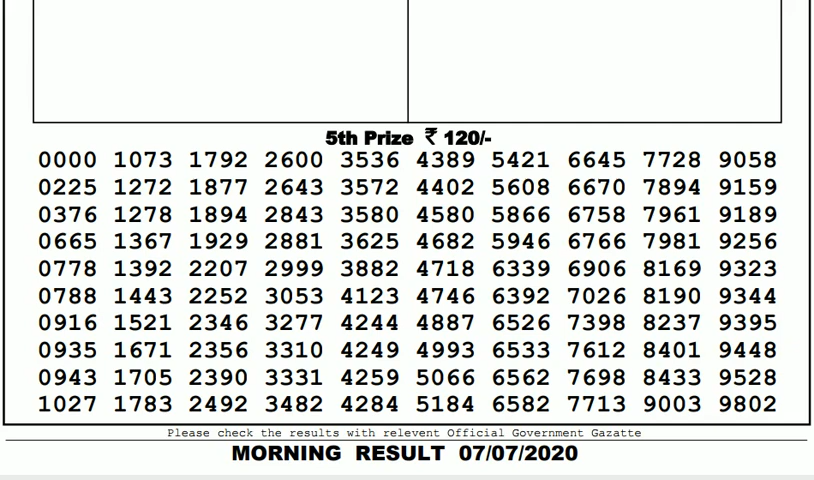 5th Prize ₹ 120/-
0000 1073 1792 2600 3536 4389 5421 6645 7728 9058
0225 1272 1877 2643 3572 4402 5608 6670 7894 9159
0376 1278 1894 2843 3580 4580 5866 6758 7961 9189
0665 1367 1929 2881 3625 4682 5946 6766 7981 9256
0778 1392 2207 2999 3882 4718 6339 6906 8169 9323
0788 1443 2252 3053 4123 4746 6392 7026 8190 9344
0916 1521 2346 3277 4244 4887 6526 7398 8237 9395
0935 1671 2356 3310 4249 4993 6533 7612 8401 9448
0943 1705 2390 3331 4259 5066 6562 7698 8433 9528
1027 1783 2492 3482 4284 5184 6582 7713 9003 9802
Please check the results with relevent Official Government Gazatte
MORNING RESULT 07/07/2020